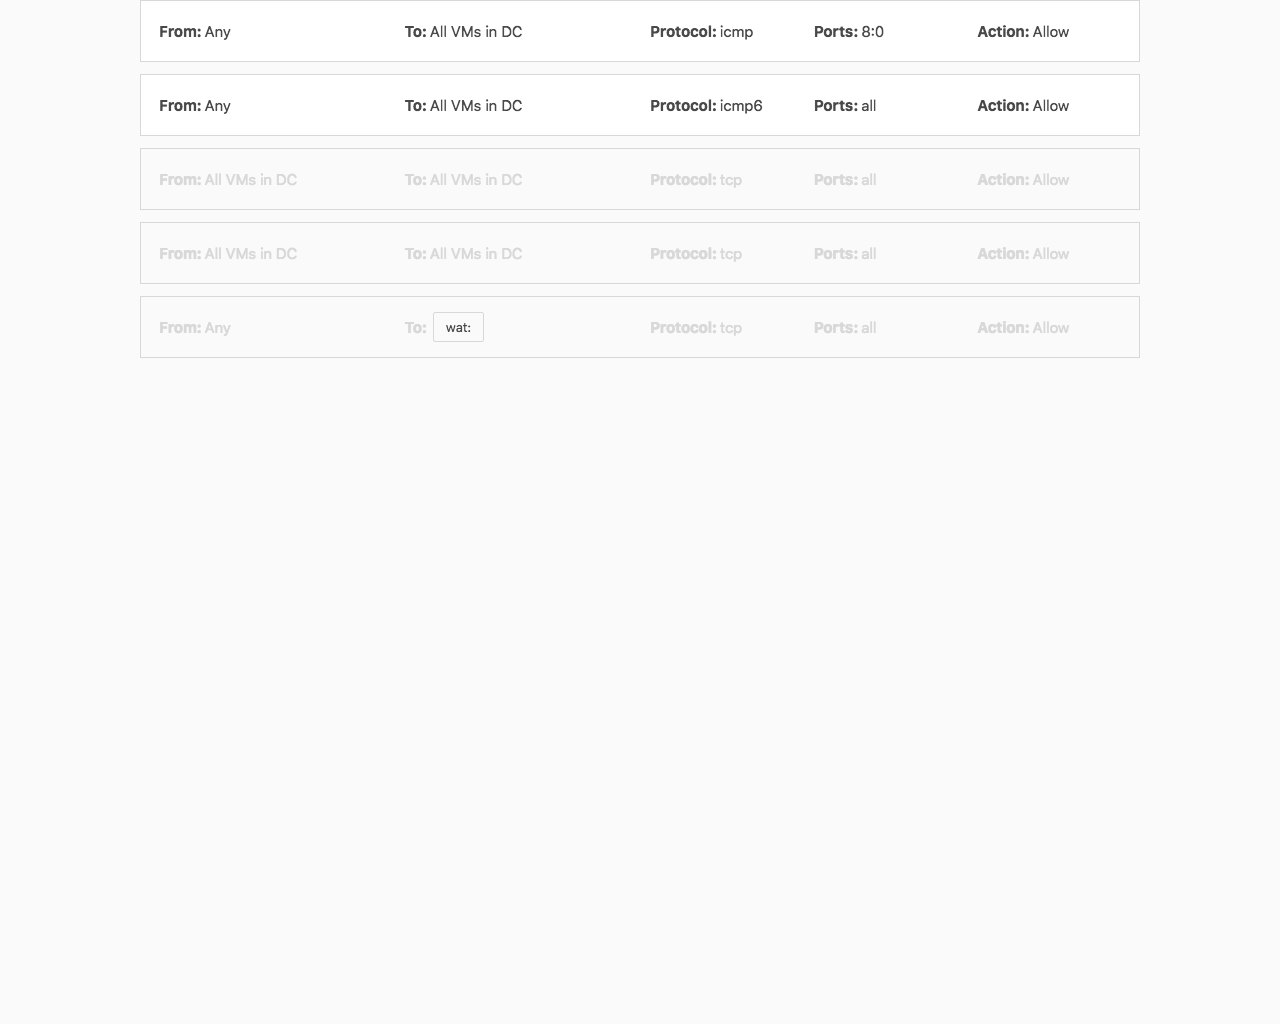 From: Any To: All VMs in DC Protocol: icmp Ports: 8:0 Action: Allow
From: Any To: All VMs in DC Protocol: icmp6 Ports: all Action: Allow
From: All VMs in DC To: All VMs in DC Protocol: tcp Ports: all Action: Allow
From: All VMs in DC To: All VMs in DC Protocol: tcp Ports: all Action: Allow
From: Any To: wat: Protocol: tcp Ports: all Action: Allow